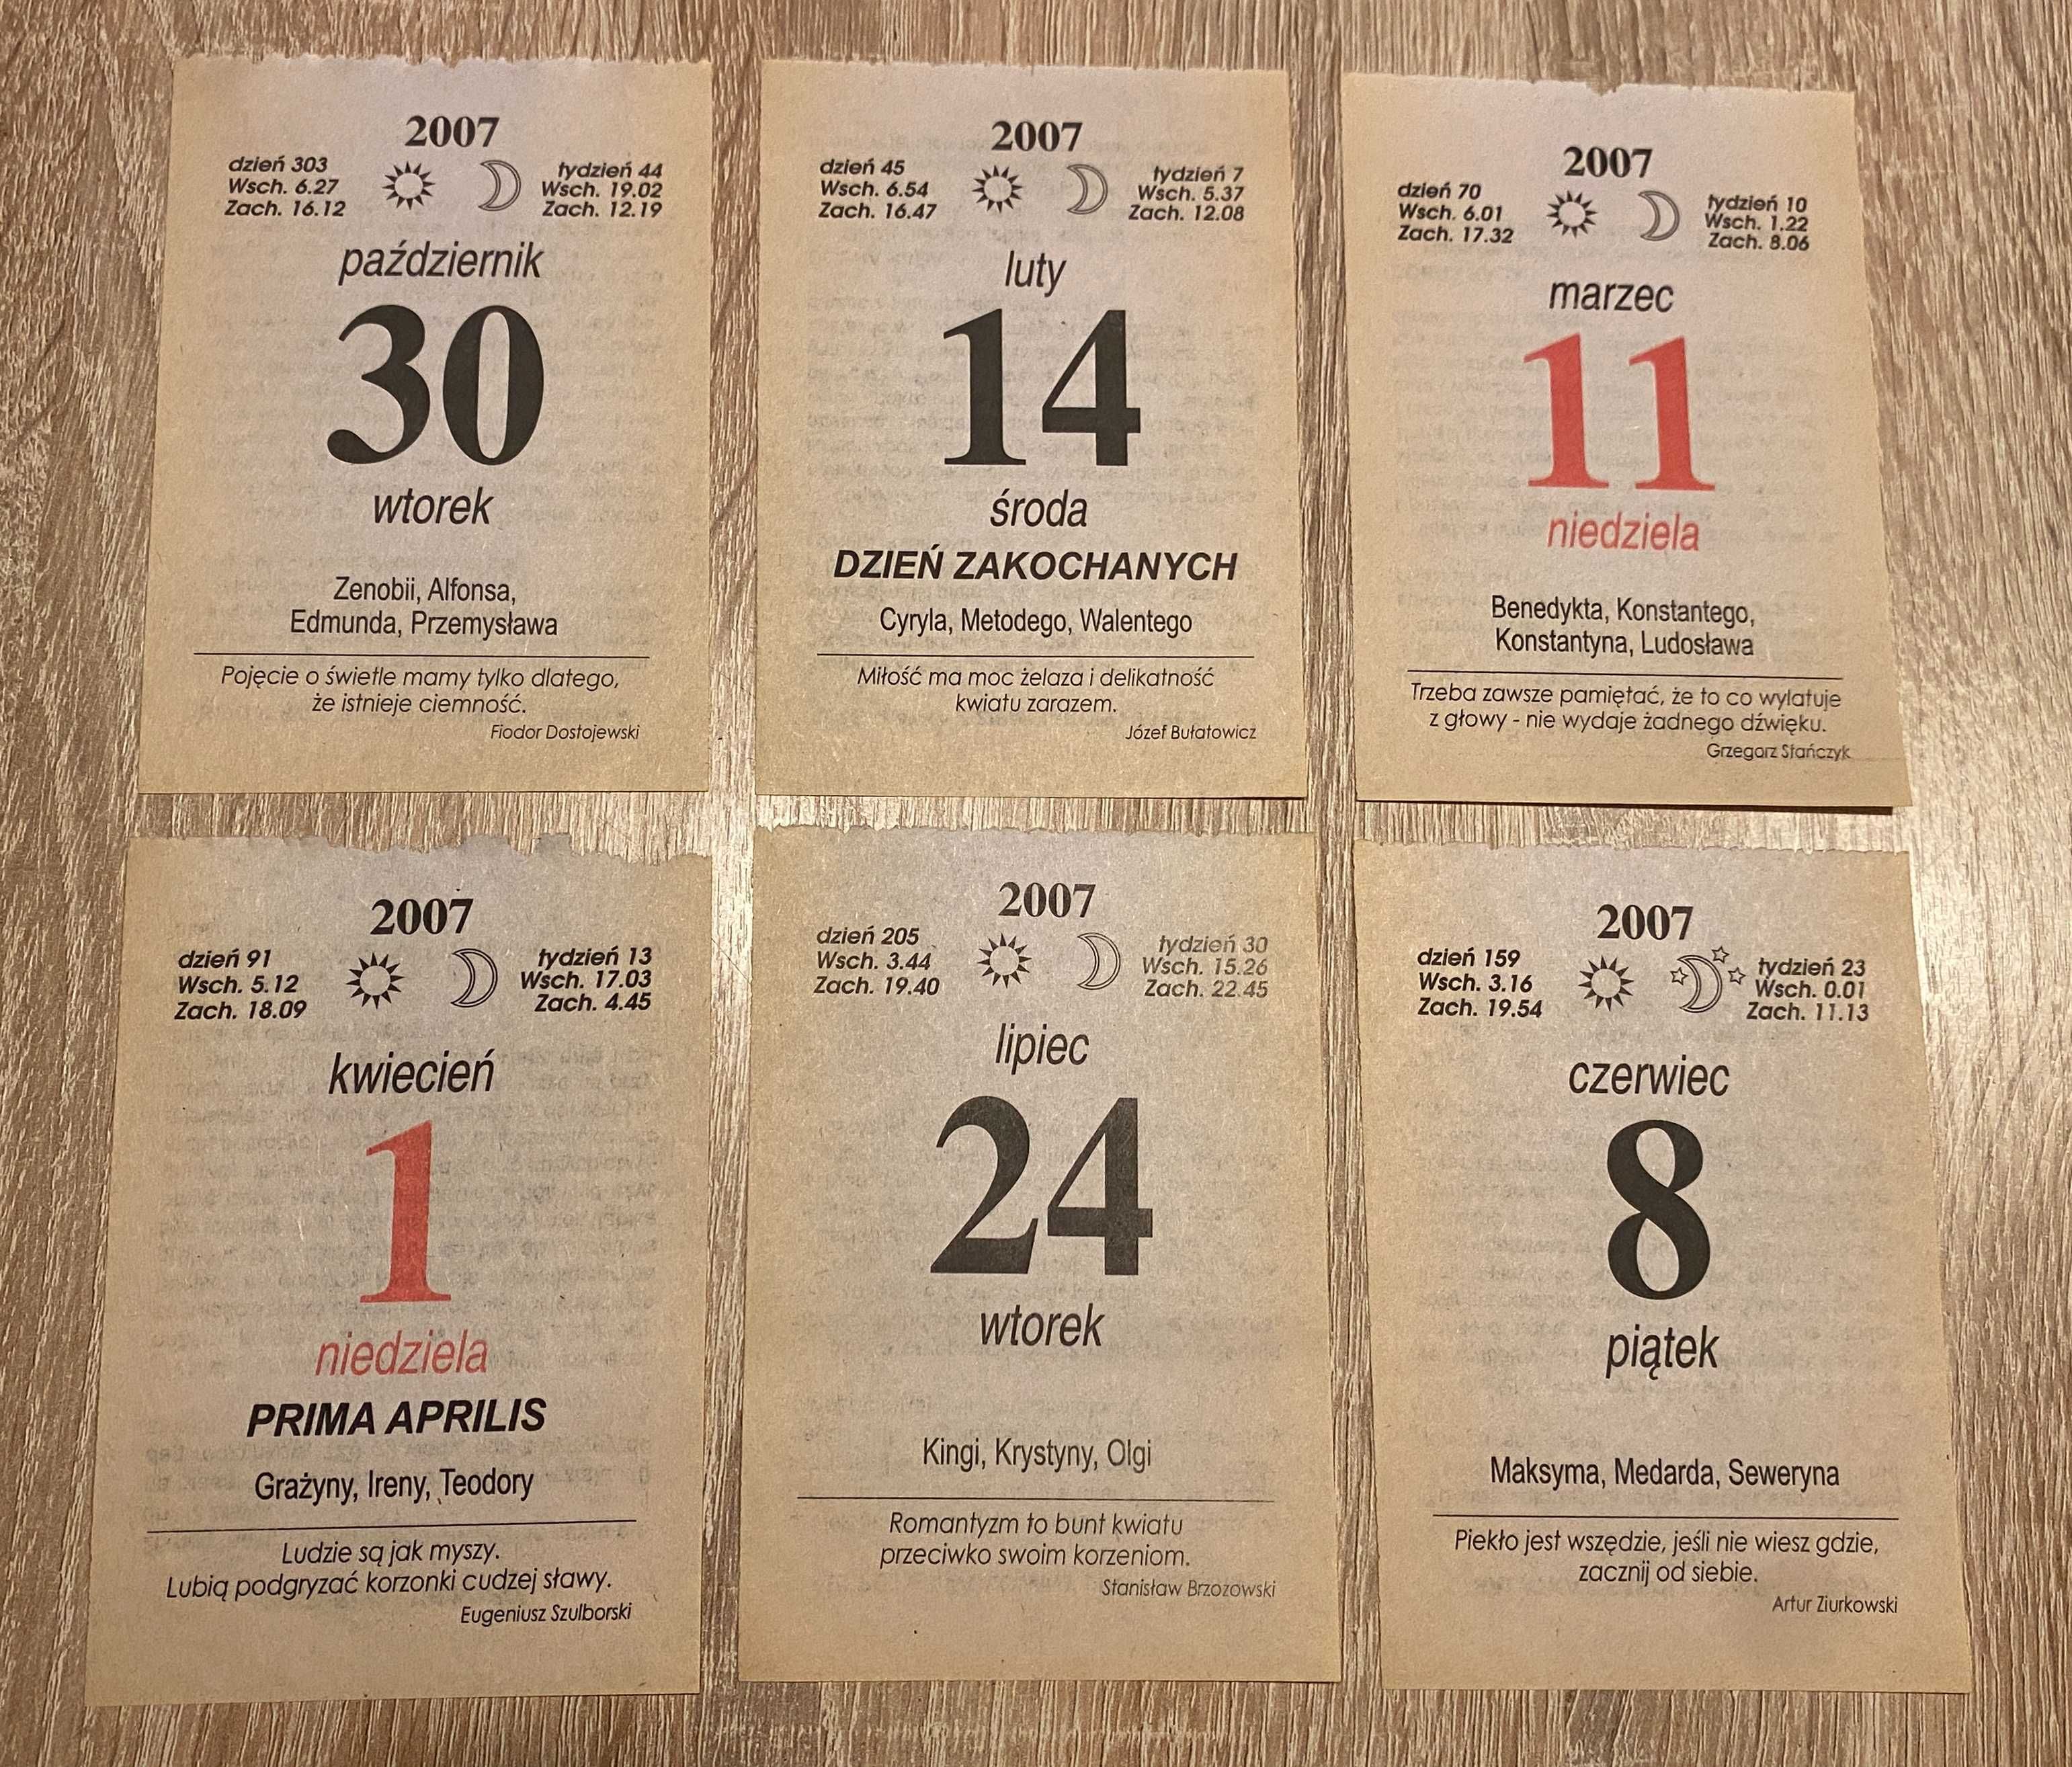 2007
dzień 303
Wsch. 6.27
Zach. 16.12
tydzień 44
Wsch. 19.02
Zach. 12.19
październik
30
wtorek
Zenobii, Alfonsa,
Edmunda, Przemysława
Pojęcie o świetle mamy tylko dlatego,
że istnieje ciemność.
Fiodor Dostojewski
2007
dzień 45
Wsch. 6.54
Zach. 16.47
tydzień 7
Wsch. 5.37
Zach. 12.08
luty
14
środa
DZIEŃ ZAKOCHANYCH
Cyryla, Metodego, Walentego
Miłość ma moc żelaza i delikatność
kwiatu zarazem.
Józef Bułatowicz
2007
dzień 70
Wsch. 6.01
Zach. 17.32
tydzień 10
Wsch. 1.22
Zach. 8.06
marzec
11
niedziela
Benedykta, Konstantego,
Konstantyna, Ludosława
Trzeba zawsze pamiętać, że to co wylatuje
z głowy - nie wydaje żadnego dźwięku.
Grzegorz Stańczyk
2007
dzień 91
Wsch. 5.12
Zach. 18.09
tydzień 13
Wsch. 17.03
Zach. 4.45
kwiecień
1
niedziela
PRIMA APRILIS
Grażyny, Ireny, Teodory
Ludzie są jak myszy.
Lubią podgryzać korzonki cudzej sławy.
Eugeniusz Szulborski
2007
dzień 205
Wsch. 3.44
Zach. 19.40
tydzień 30
Wsch. 15.26
Zach. 22.45
lipiec
24
wtorek
Kingi, Krystyny, Olgi
Romantyzm to bunt kwiatu
przeciwko swoim korzeniom.
Stanisław Brzozowski
2007
dzień 159
Wsch. 3.16
Zach. 19.54
tydzień 23
Wsch. 0.01
Zach. 11.13
czerwiec
8
piątek
Maksyma, Medarda, Seweryna
Piekło jest wszędzie, jeśli nie wiesz gdzie,
zacznij od siebie.
Artur Ziurkowski